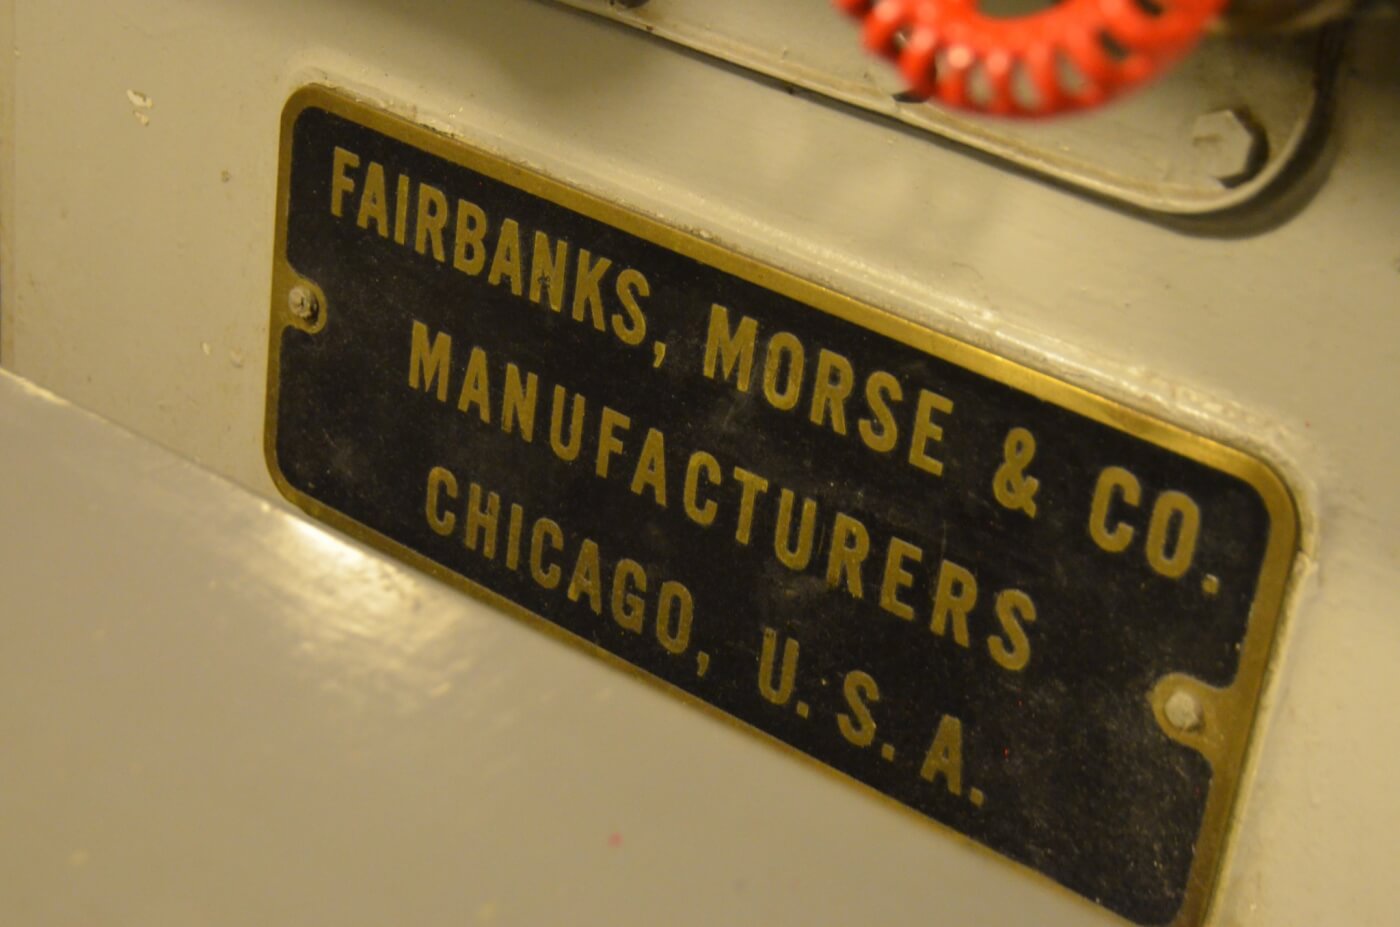 FAIRBANKS, MORSE & CO.
MANUFACTURERS
CHICAGO, U.S.A.